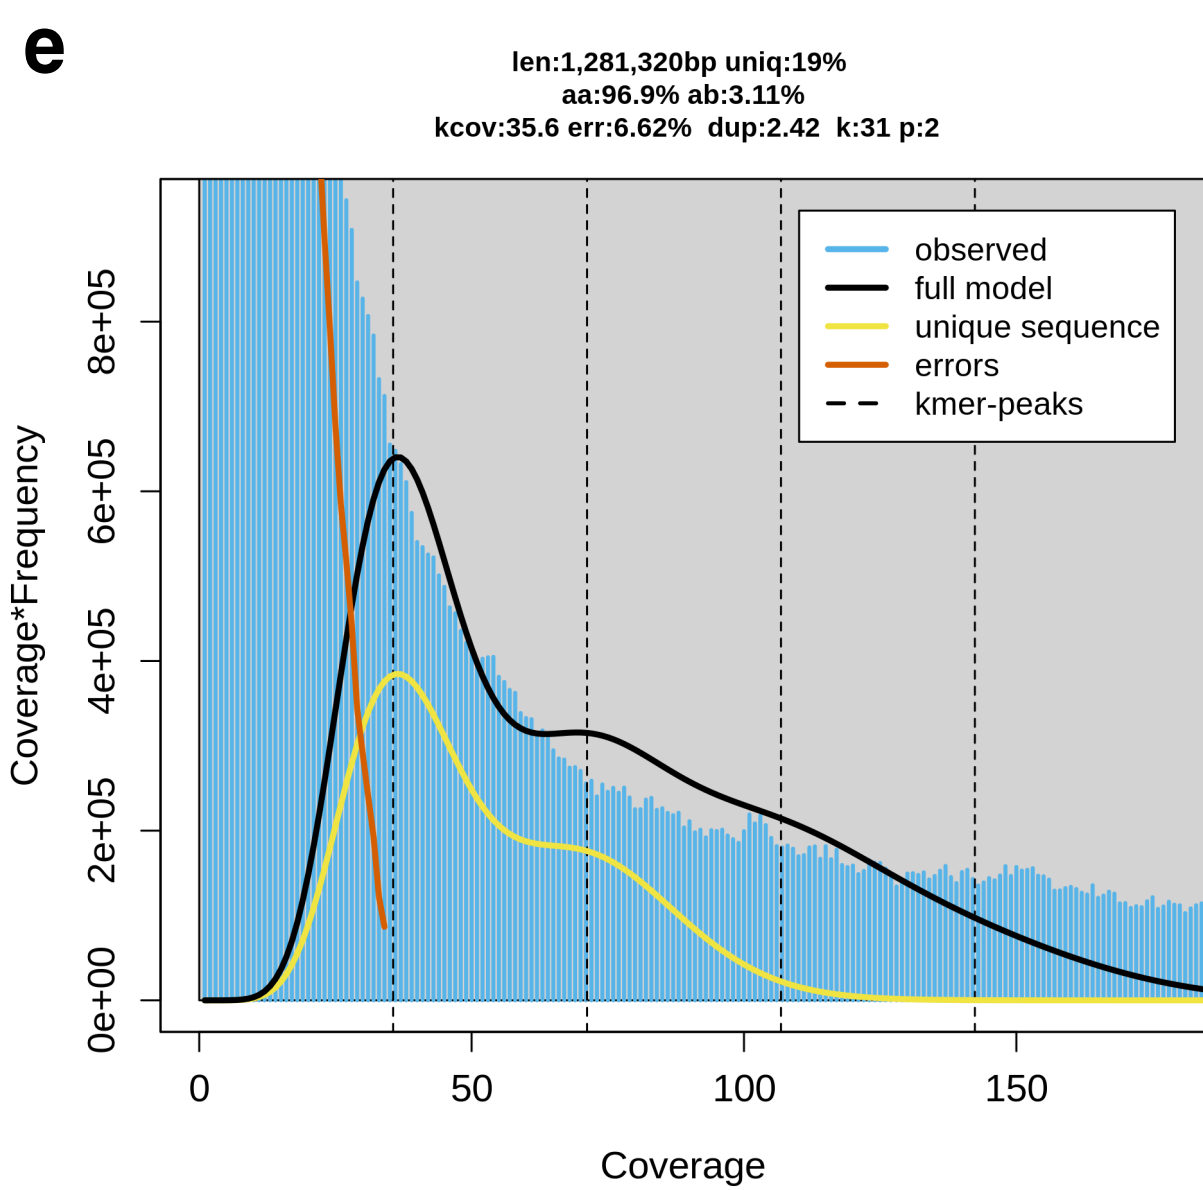 e
len:1,281,320bp uniq:19%
aa:96.9% ab:3.11%
kcov:35.6 err:6.62%  dup:2.42  k:31 p:2
observed
full model
unique sequence
errors
kmer-peaks
Coverage*Frequency
8e+05
6e+05
4e+05
2e+05
0e+00
0 50 100 150
Coverage